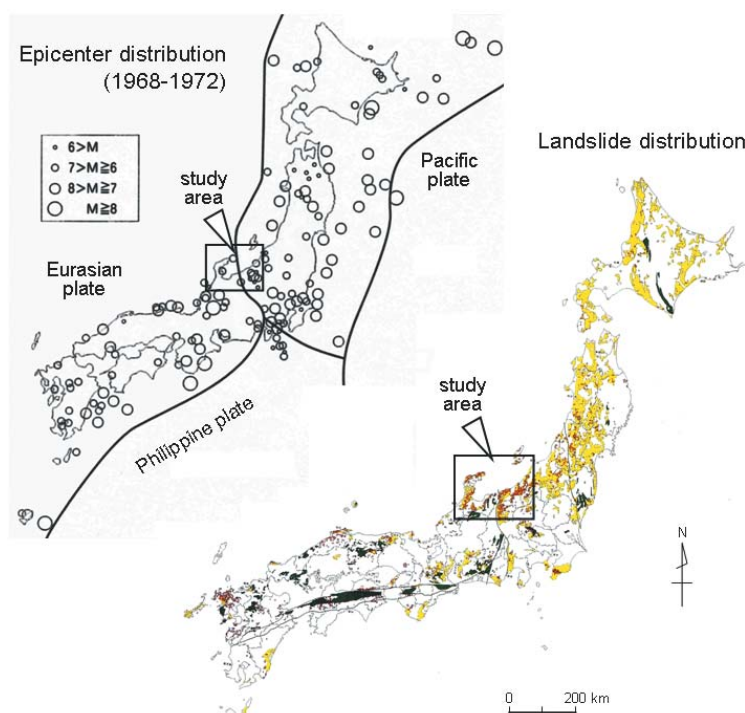 Epicenter distribution
(1968-1972)
6>M
7>M≧6
8>M≧7
M≧8
study
area
Pacific
plate
Eurasian
plate
Philippine plate
Landslide distribution
study
area
N
0 200 km